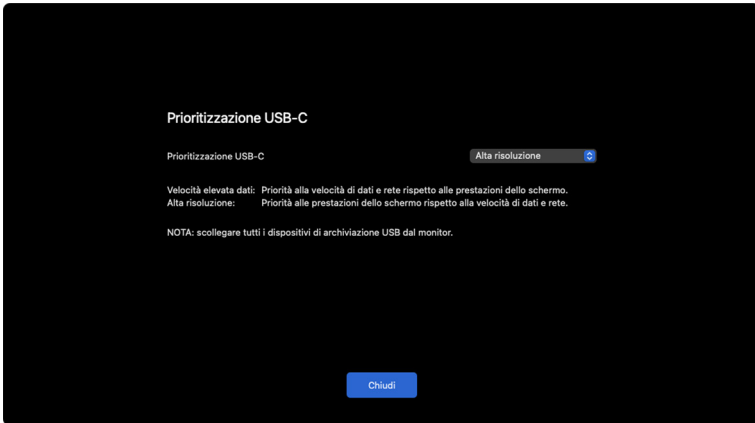 Prioritizzazione USB-C
Prioritizzazione USB-C Alta risoluzione
Velocità elevata dati: Priorità alla velocità di dati e rete rispetto alle prestazioni dello schermo.
Alta risoluzione: Priorità alle prestazioni dello schermo rispetto alla velocità di dati e rete.
NOTA: scollegare tutti i dispositivi di archiviazione USB dal monitor.
Chiudi